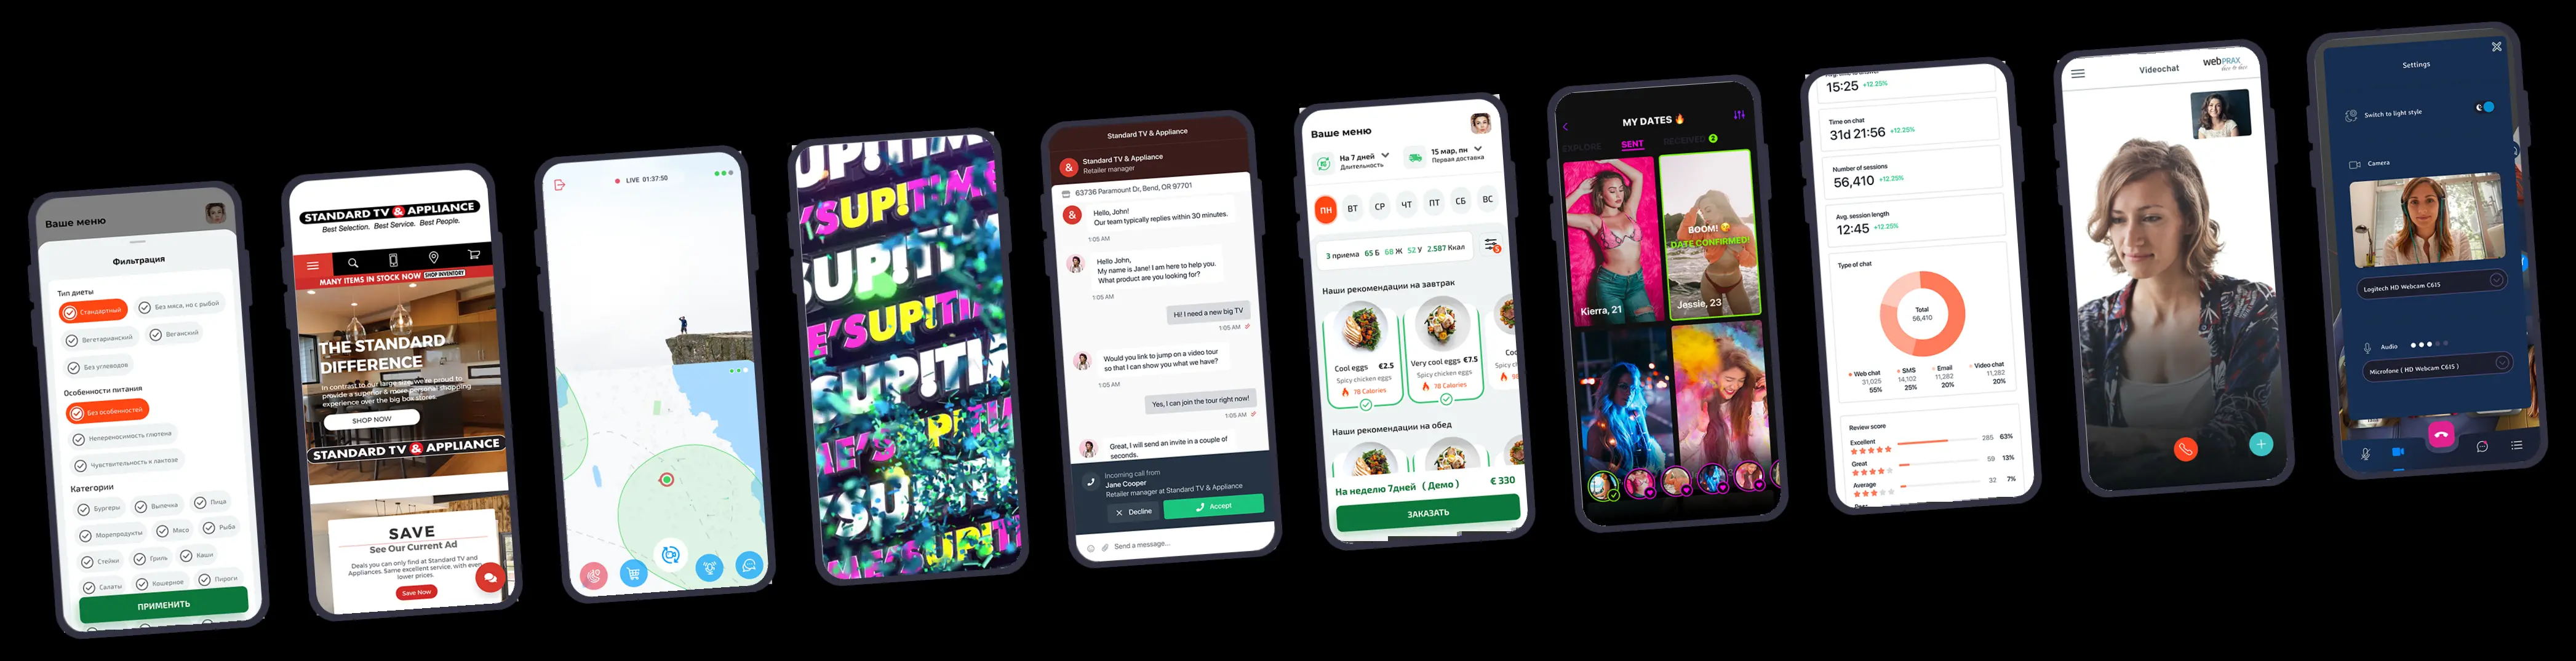 Ваше меню
Фильтрация
Тип диеты
Стандартный
Без мяса, но с рыбой
Вегетарианский
Веганский
Без углеводов
Особенности питания
Без особенностей
Непереносимость глютена
Чувствительность к лактозе
Категории
Бургеры
Выпечка
Пицца
Морепродукты
Мясо
Рыба
Стейки
Гриль
Каши
Салаты
Кошерное
Пироги
ПРИМЕНИТЬ
STANDARD TV & APPLIANCE
Best Selection. Best Service. Best People.
MANY ITEMS IN STOCK NOW SHOP INVENTORY
THE STANDARD
DIFFERENCE
In contrast to our large size, we're proud to
provide a superior & more personal shopping
experience over the big box stores.
SHOP NOW
STANDARD TV & APPLIANCE
SAVE
See Our Current Ad
Deals you can only find at Standard TV and
Appliances. Same excellent service, with even
lower prices.
Save Now
LIVE 01:37:50
UP!TIM
'SUP!TIM
SUP!
E'SUP!TI
SUP!TI
Standard TV & Appliance
&
Standard TV & Appliance
Retailer manager
63736 Paramount Dr, Bend, OR 97701
&
Hello, John!
Our team typically replies within 30 minutes.
1:05 AM
Hello John,
My name is Jane! I am here to help you.
What product are you looking for?
1:05 AM
Hi! I need a new big TV
1:05 AM
Would you link to jump on a video tour
so that I can show you what we have?
1:05 AM
Yes, I can join the tour right now!
1:05 AM
Great, I will send an invite in a couple of
seconds.
Incoming call from
Jane Cooper
Retailer manager at Standard TV & Appliance
Decline
Accept
Send a message...
Ваше меню
На 7 дней
Длительность
15 мар, пн
Первая доставка
ПН ВТ СР ЧТ ПТ СБ ВС
3 приема 65 Б 68 Ж 52 У 2.587 Ккал
Наши рекомендации на завтрак
Cool eggs €2.5
Spicy chicken eggs
78 Calories
Very cool eggs €7.5
Spicy chicken eggs
78 Calories
Наши рекомендации на обед
На неделю 7дней ( Демо ) € 330
ЗАКАЗАТЬ
MY DATES
EXPLORE SENT RECEIVED 2
Kierra, 21
BOOM!
DATE CONFIRMED!
Jessie, 23
15:25 +12.25%
Time on chat
31d 21:56 +12.25%
Number of sessions
56,410 +12.25%
Avg. session length
12:45 +12.25%
Type of chat
Total
56,410
Web chat
31,025
55%
SMS
14,102
25%
Email
11,282
20%
Video chat
11,282
20%
Review score
Excellent 285 63%
Great 59 13%
Average 32 7%
Videochat
webPRAX
Settings
Switch to light style
Camera
Logitech HD Webcam C615
Audio
Microfone ( HD Webcam C615 )